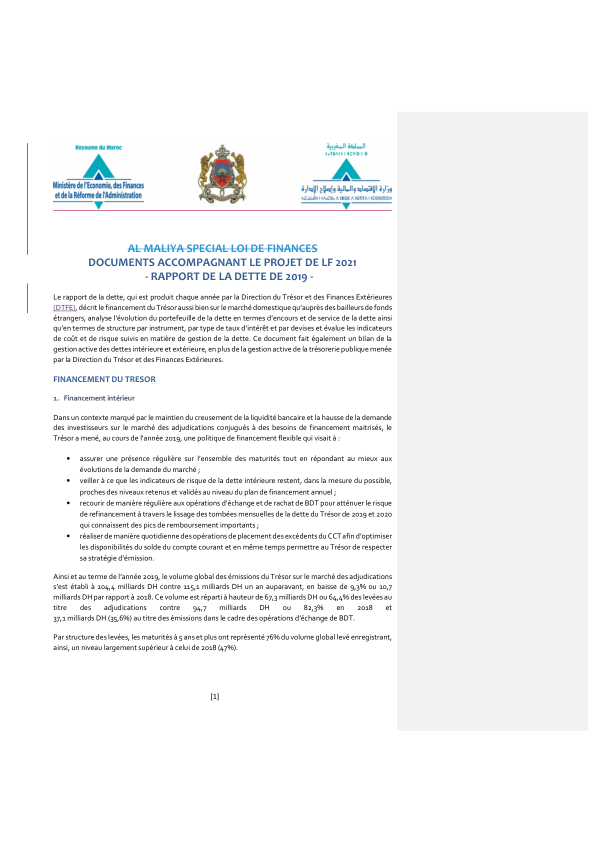 Royaume du Maroc
Ministère de l'Economie, des Finances
et de la Réforme de l'Administration
المملكة المغربية
وزارة الاقتصاد والمالية وإصلاح الإدارة
AL MALIYA SPECIAL LOI DE FINANCES
DOCUMENTS ACCOMPAGNANT LE PROJET DE LF 2021
- RAPPORT DE LA DETTE DE 2019 -
Le rapport de la dette, qui est produit chaque année par la Direction du Trésor et des Finances Extérieures
(DTFE), décrit le financement du Trésor aussi bien sur le marché domestique qu'auprès des bailleurs de fonds
étrangers, analyse l'évolution du portefeuille de la dette en termes d'encours et de service de la dette ainsi
qu'en termes de structure par instrument, par type de taux d'intérêt et par devises et évalue les indicateurs
de coût et de risque suivis en matière de gestion de la dette. Ce document fait également un bilan de la
gestion active des dettes intérieure et extérieure, en plus de la gestion active de la trésorerie publique menée
par la Direction du Trésor et des Finances Extérieures.
FINANCEMENT DU TRESOR
1. Financement intérieur
Dans un contexte marqué par le maintien du creusement de la liquidité bancaire et la hausse de la demande
des investisseurs sur le marché des adjudications conjugués à des besoins de financement maitrisés, le
Trésor a mené, au cours de l'année 2019, une politique de financement flexible qui visait à :
• assurer une présence régulière sur l'ensemble des maturités tout en répondant au mieux aux
évolutions de la demande du marché ;
• veiller à ce que les indicateurs de risque de la dette intérieure restent, dans la mesure du possible,
proches des niveaux retenus et validés au niveau du plan de financement annuel ;
• recourir de manière régulière aux opérations d'échange et de rachat de BDT pour atténuer le risque
de refinancement à travers le lissage des tombées mensuelles de la dette du Trésor de 2019 et 2020
qui connaissent des pics de remboursement importants ;
• réaliser de manière quotidienne des opérations de placement des excédents du CCT afin d'optimiser
les disponibilités du solde du compte courant et en même temps permettre au Trésor de respecter
sa stratégie d'émission.
Ainsi et au terme de l'année 2019, le volume global des émissions du Trésor sur le marché des adjudications
s'est établi à 104,4 milliards DH contre 115,1 milliards DH un an auparavant, en baisse de 9,3% ou 10,7
milliards DH par rapport à 2018. Ce volume est réparti à hauteur de 67,3 milliards DH ou 64,4% des levées au
titre des adjudications contre 94,7 milliards DH ou 82,3% en 2018 et
37,1 milliards DH (35,6%) au titre des émissions dans le cadre des opérations d'échange de BDT.
Par structure des levées, les maturités à 5 ans et plus ont représenté 76% du volume global levé enregistrant,
ainsi, un niveau largement supérieur à celui de 2018 (47%).
[1]